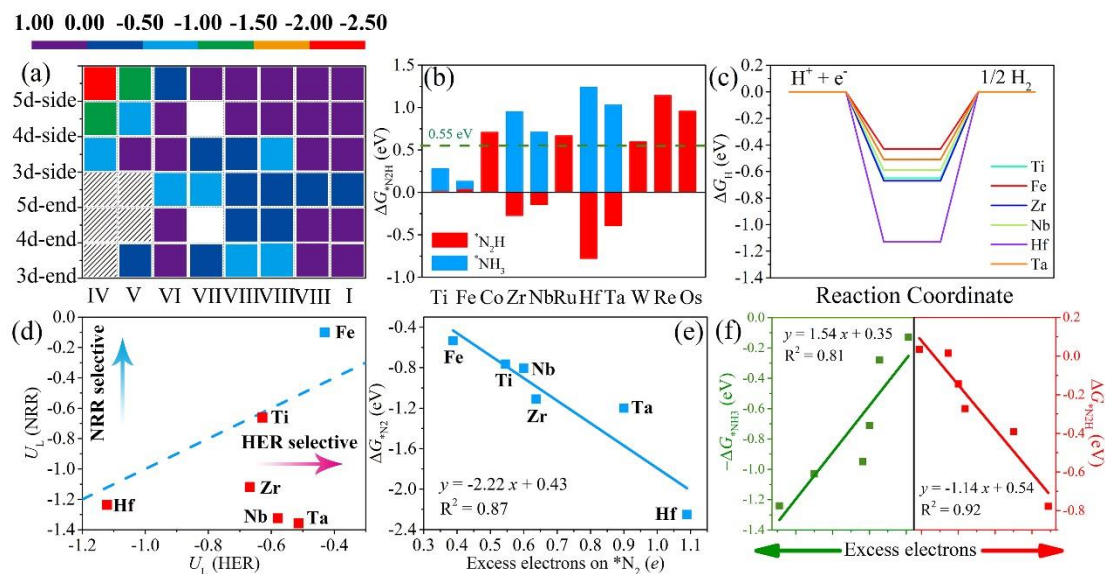 1.00 0.00 -0.50 -1.00 -1.50 -2.00 -2.50
(a)
5d-side
4d-side
3d-side
5d-end
4d-end
3d-end
IV V VI VII VIII VIII VIII I
(b)
ΔG*N2H (eV)
1.5
1.0
0.5
0.0
-0.5
-1.0
0.55 eV
*N2H
*NH3
Ti Fe Co Zr Nb Ru Hf Ta W Re Os
(c)
ΔGH (eV)
0.0
-0.2
-0.4
-0.6
-0.8
-1.0
-1.2
-1.4
H+ + e-
1/2 H2
Ti
Fe
Zr
Nb
Hf
Ta
Reaction Coordinate
(d)
UL (NRR)
0.0
-0.2
-0.4
-0.6
-0.8
-1.0
-1.2
-1.4
NRR selective
Fe
Ti
HER selective
Hf
Zr
Nb
Ta
-1.2 -1.0 -0.8 -0.6 -0.4
UL (HER)
(e)
ΔG*N2 (eV)
-0.4
-0.8
-1.2
-1.6
-2.0
-2.4
Fe
Ti
Nb
Zr
Ta
Hf
y = -2.22 x + 0.43
R2 = 0.87
0.3 0.4 0.5 0.6 0.7 0.8 0.9 1.0 1.1
Excess electrons on *N2 (e)
(f)
-ΔG*NH3 (eV)
0.0
-0.2
-0.4
-0.6
-0.8
-1.0
-1.2
-1.4
y = 1.54 x + 0.35
R2 = 0.81
y = -1.14 x + 0.54
R2 = 0.92
0.2
0.0
-0.2
-0.4
-0.6
-0.8
ΔG*N2H (eV)
Excess electrons